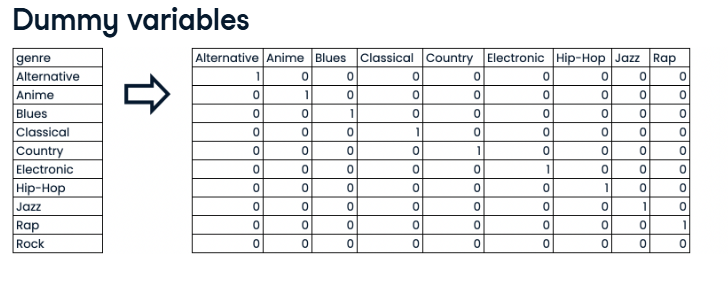 Dummy variables
genre Alternative Anime Blues Classical Country Electronic Hip-Hop Jazz Rap
Alternative 1 0 0 0 0 0 0 0 0
Anime 0 1 0 0 0 0 0 0 0
Blues 0 0 1 0 0 0 0 0 0
Classical 0 0 0 1 0 0 0 0 0
Country 0 0 0 0 1 0 0 0 0
Electronic 0 0 0 0 0 1 0 0 0
Hip-Hop 0 0 0 0 0 0 1 0 0
Jazz 0 0 0 0 0 0 0 1 0
Rap 0 0 0 0 0 0 0 0 1
Rock 0 0 0 0 0 0 0 0 0